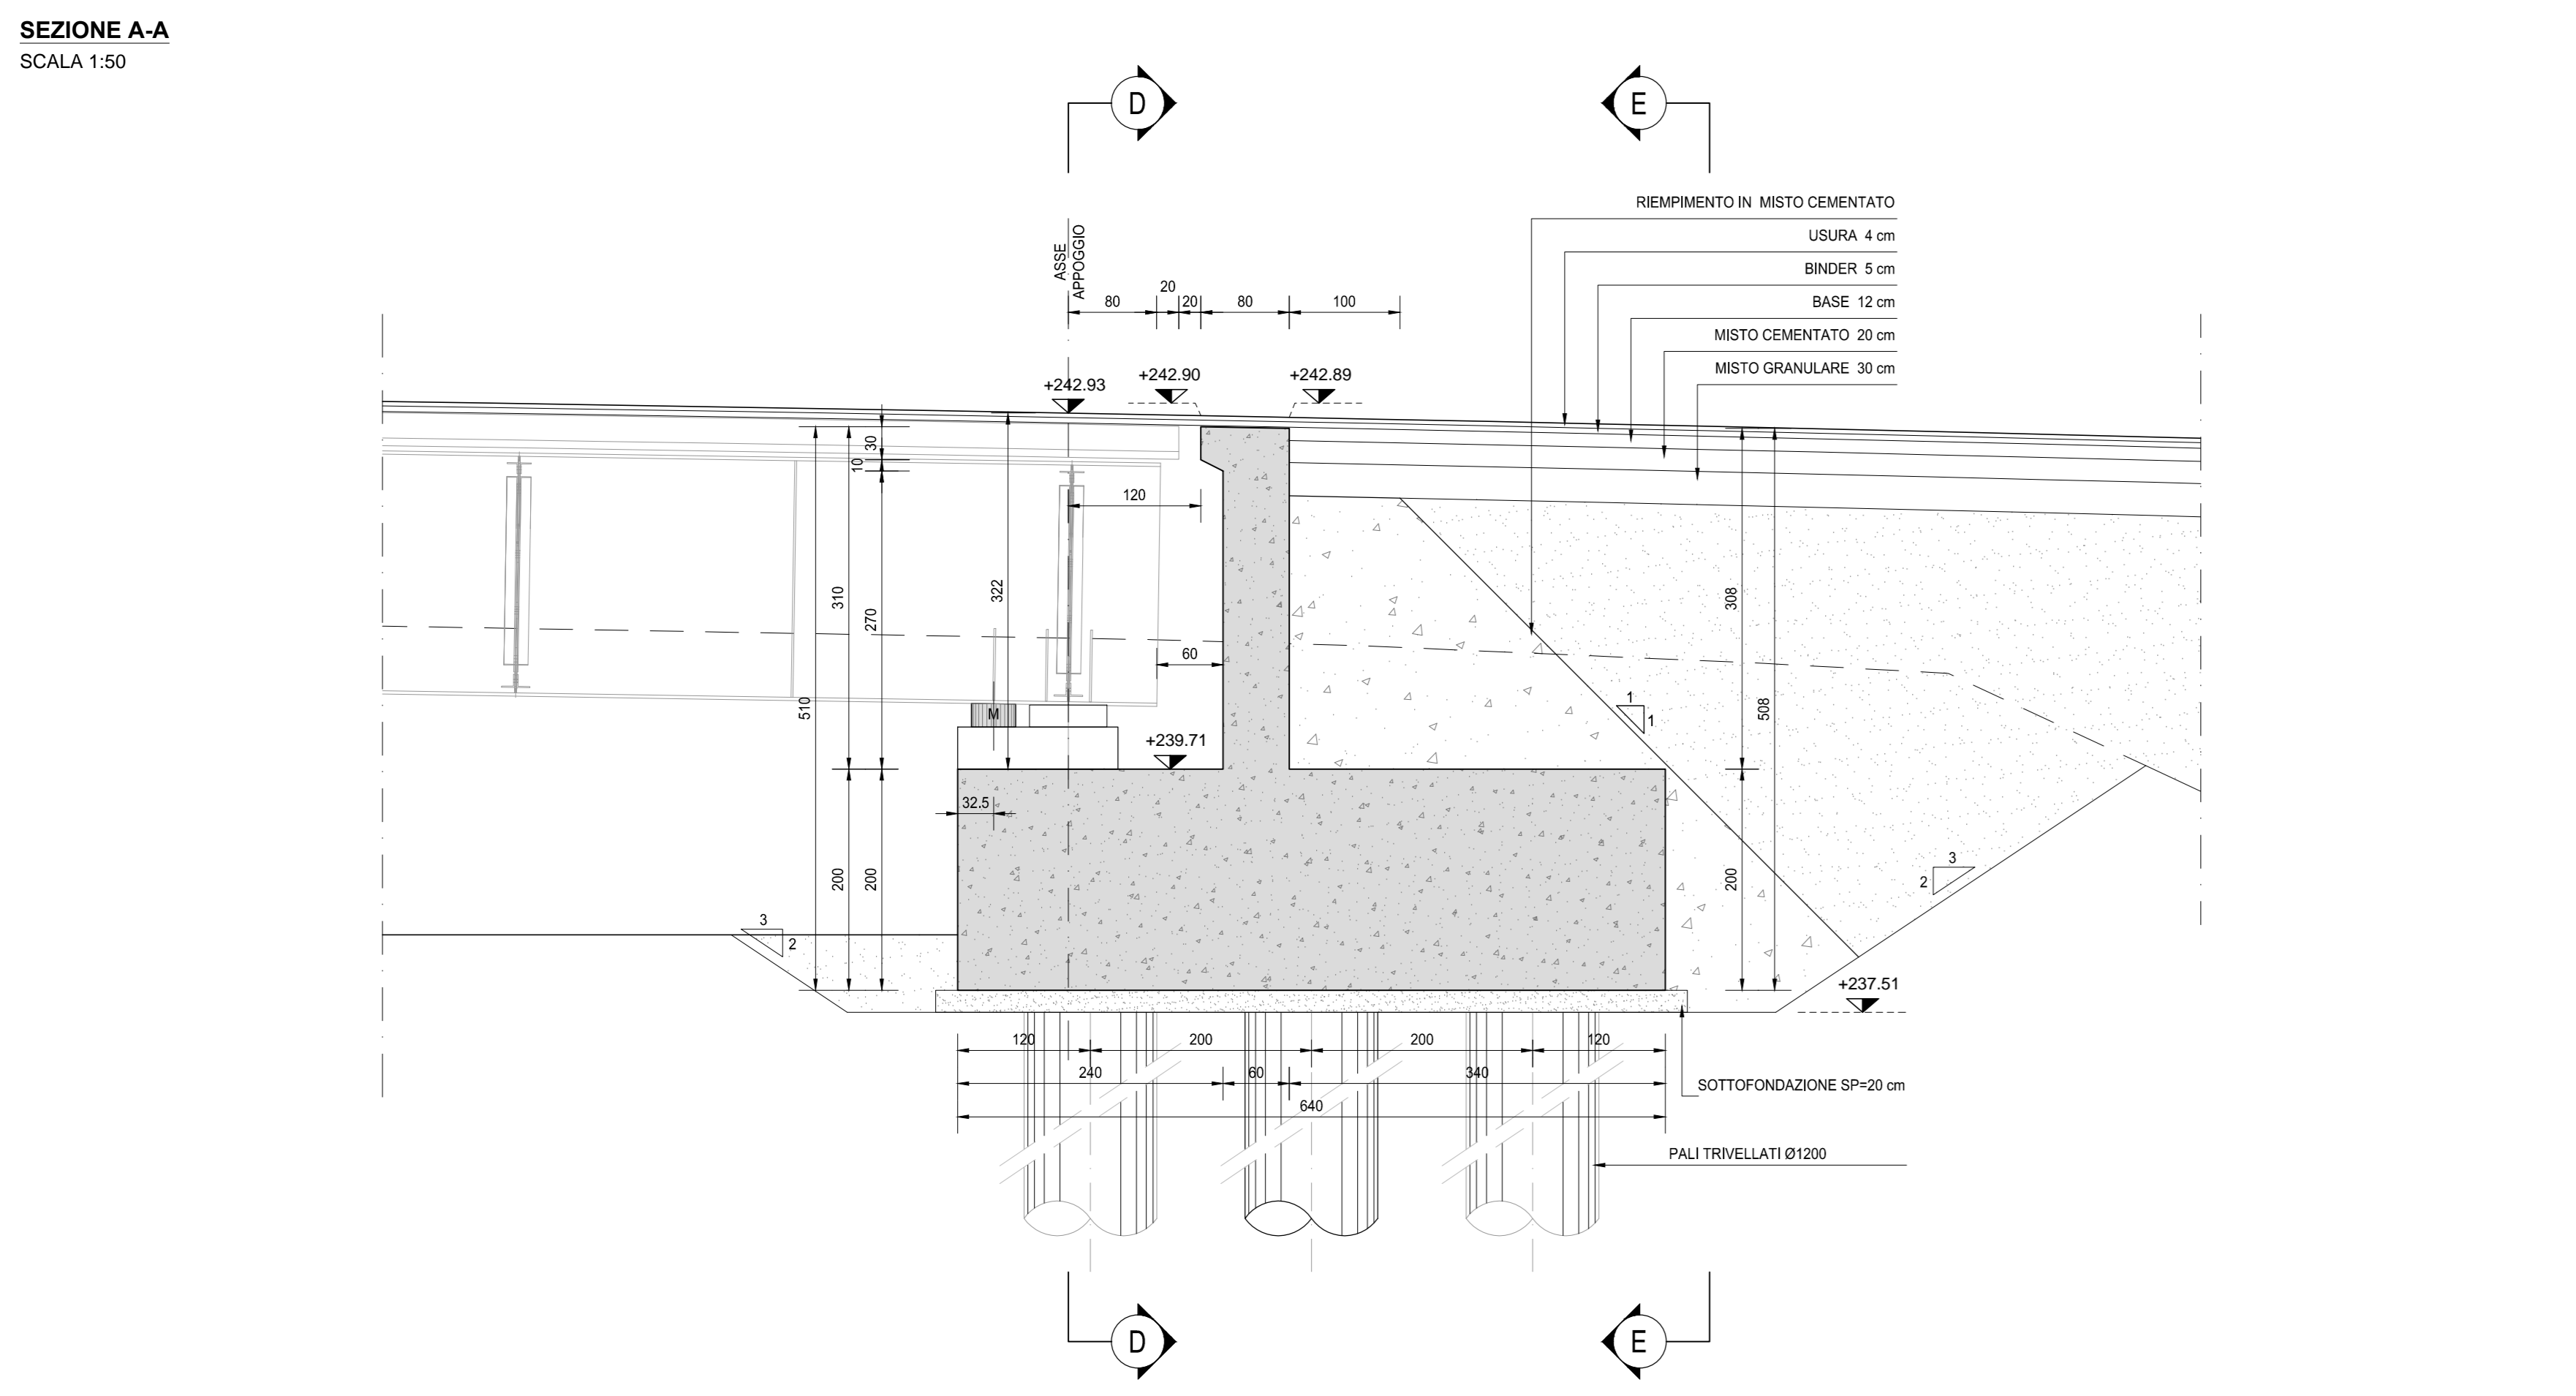 SEZIONE A-A
SCALA 1:50
D
E
RIEMPIMENTO IN MISTO CEMENTATO
USURA 4 cm
BINDER 5 cm
BASE 12 cm
MISTO CEMENTATO 20 cm
MISTO GRANULARE 30 cm
ASSE
APPOGGIO
20
80
20
80
100
+242.93
+242.90
+242.89
30
10
120
310
270
322
308
60
510
508
M
1
1
+239.71
32.5
200
200
200
3
2
3
2
+237.51
120
200
200
120
240
60
340
640
SOTTOFONDAZIONE SP=20 cm
PALI TRIVELLATI Ø1200
D
E